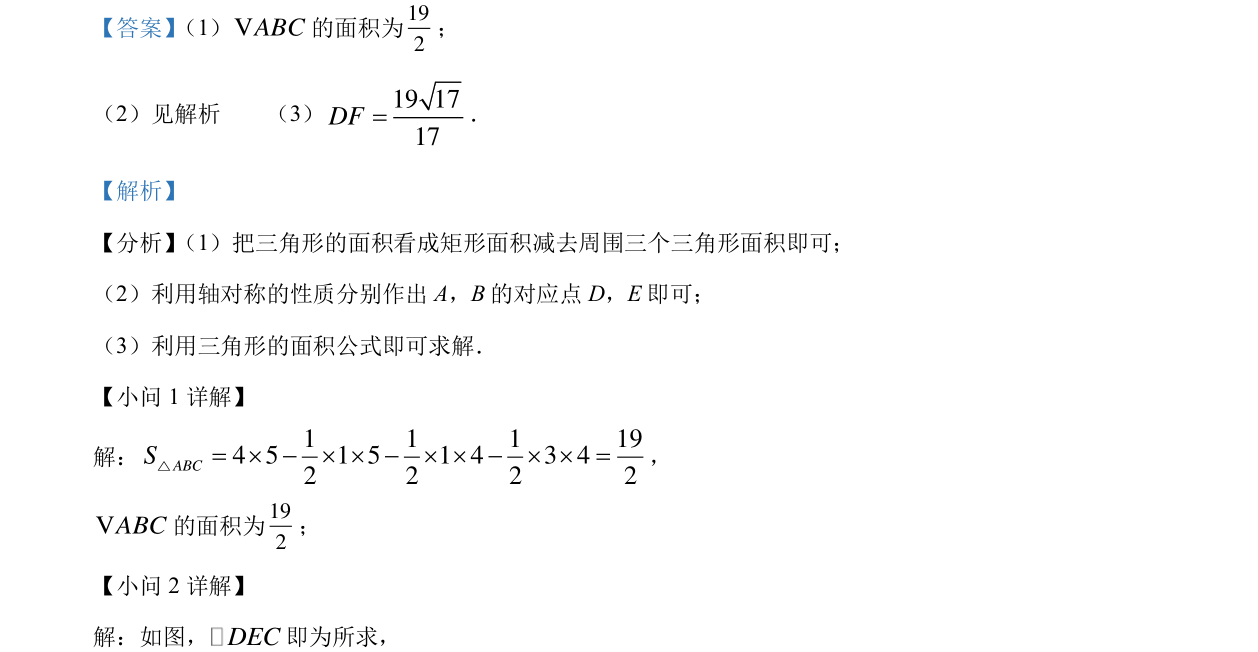 【答案】（1）VABC 的面积为 19/2；
（2）见解析 （3）DF = 19√17/17．
【解析】
【分析】（1）把三角形的面积看成矩形面积减去周围三个三角形面积即可；
（2）利用轴对称的性质分别作出 A，B 的对应点 D，E 即可；
（3）利用三角形的面积公式即可求解．
【小问 1 详解】
解：S△ABC = 4×5−1/2×1×5−1/2×1×4−1/2×3×4 = 19/2，
VABC 的面积为 19/2；
【小问 2 详解】
解：如图，□DEC 即为所求，